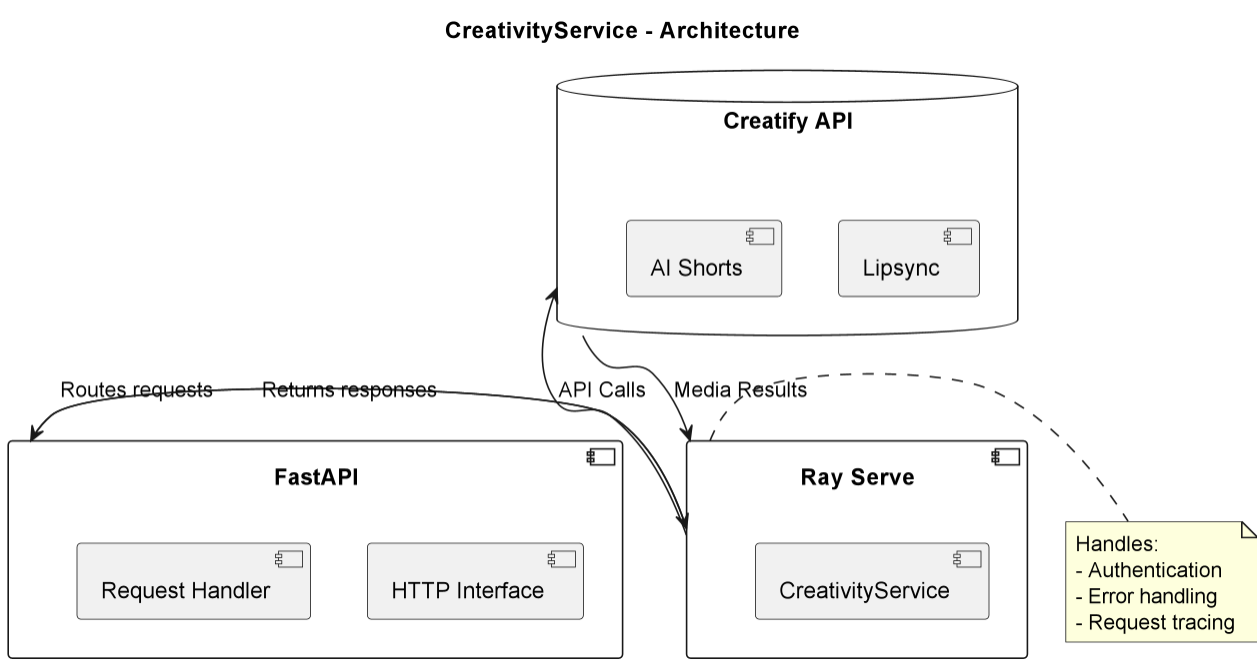 CreativityService - Architecture
Creatify API
AI Shorts
Lipsync
Routes requests
Returns responses
API Calls
Media Results
FastAPI
Ray Serve
Request Handler
HTTP Interface
CreativityService
Handles:
- Authentication
- Error handling
- Request tracing